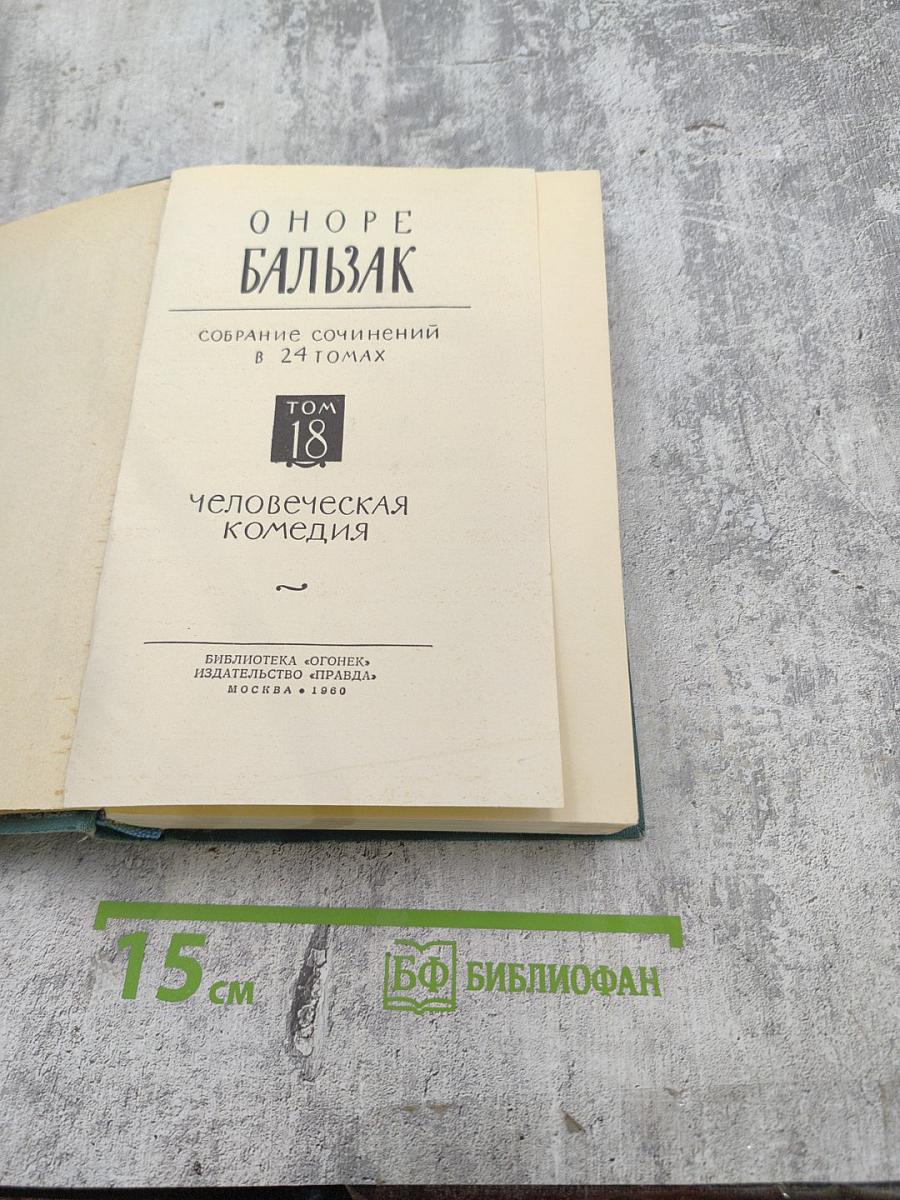 ОНОРЕ
БАЛЬЗАК
СОБРАНИЕ СОЧИНЕНИЙ
В 24 ТОМАХ
ТОМ
18
ЧЕЛОВЕЧЕСКАЯ
КОМЕДИЯ
БИБЛИОТЕКА «ОГОНЕК»
ИЗДАТЕЛЬСТВО «ПРАВДА»
МОСКВА • 1960
15 см
БФ БИБЛИОФАН